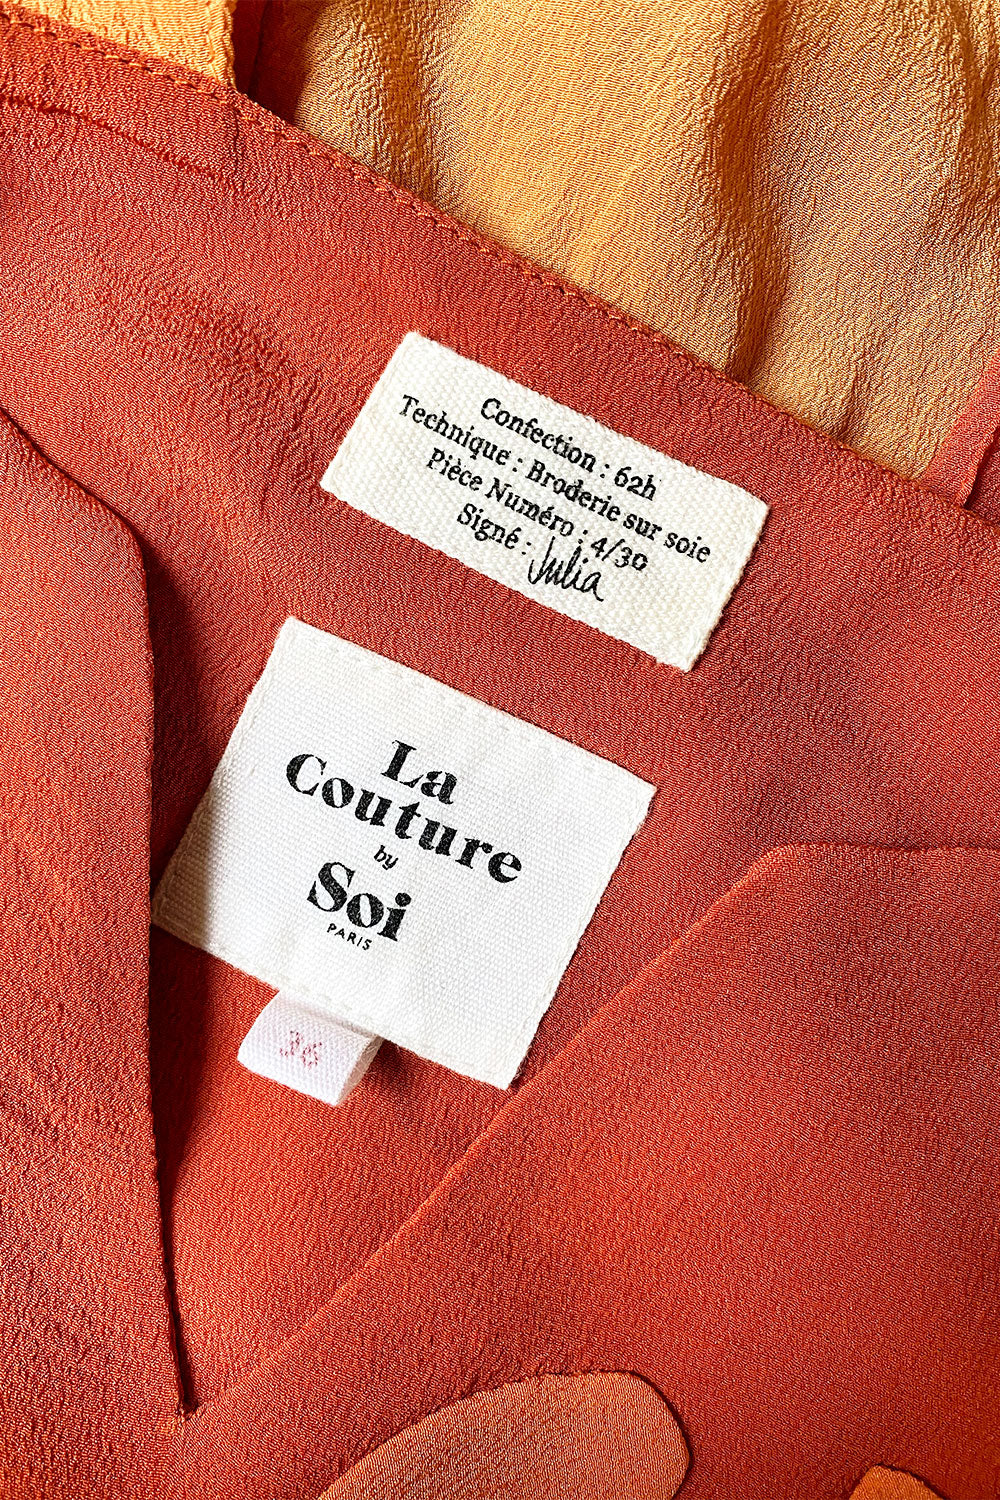 Confection : 62h
Technique : Broderie sur soie
Pièce Numéro : 4/30
Signé : Julia
La
Couture
by
Soi
PARIS
36